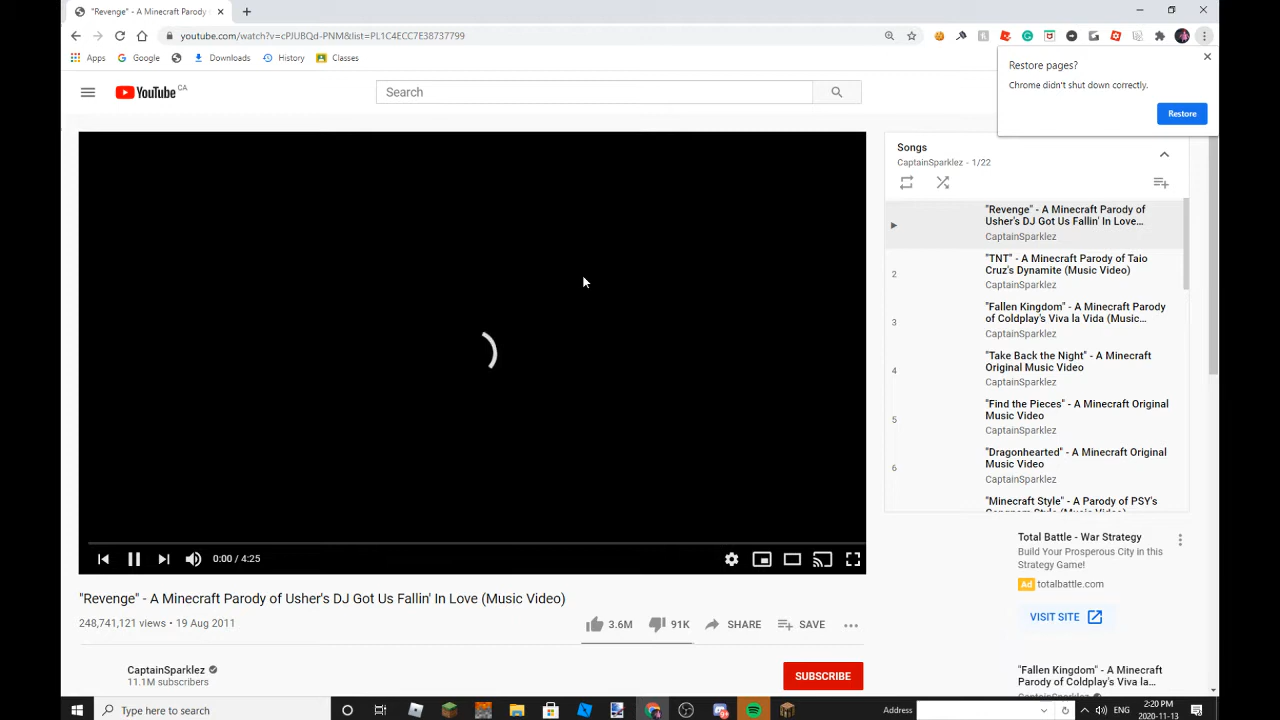 "Revenge" - A Minecraft Parody
youtube.com/watch?v=cPJUBQd-PNM&list=PL1C4ECC7E38737799
Apps
Google
Downloads
History
Classes
Restore pages?
Chrome didn't shut down correctly.
Restore
YouTube CA
Search
Songs
CaptainSparklez - 1/22
"Revenge" - A Minecraft Parody of
Usher's DJ Got Us Fallin' In Love...
CaptainSparklez
2
"TNT" - A Minecraft Parody of Taio
Cruz's Dynamite (Music Video)
CaptainSparklez
3
"Fallen Kingdom" - A Minecraft Parody
of Coldplay's Viva la Vida (Music...
CaptainSparklez
4
"Take Back the Night" - A Minecraft
Original Music Video
CaptainSparklez
5
"Find the Pieces" - A Minecraft Original
Music Video
CaptainSparklez
6
"Dragonhearted" - A Minecraft Original
Music Video
CaptainSparklez
"Minecraft Style" - A Parody of PSY's
Gangnam Style (Music Video)
0:00 / 4:25
"Revenge" - A Minecraft Parody of Usher's DJ Got Us Fallin' In Love (Music Video)
248,741,121 views • 19 Aug 2011
3.6M
91K
SHARE
SAVE
CaptainSparklez
11.1M subscribers
SUBSCRIBE
Total Battle - War Strategy
Build Your Prosperous City in this
Strategy Game!
Ad totalbattle.com
VISIT SITE
"Fallen Kingdom" - A Minecraft
Parody of Coldplay's Viva la...
CaptainSparklez
Type here to search
Address
ENG
2:20 PM
2020-11-13